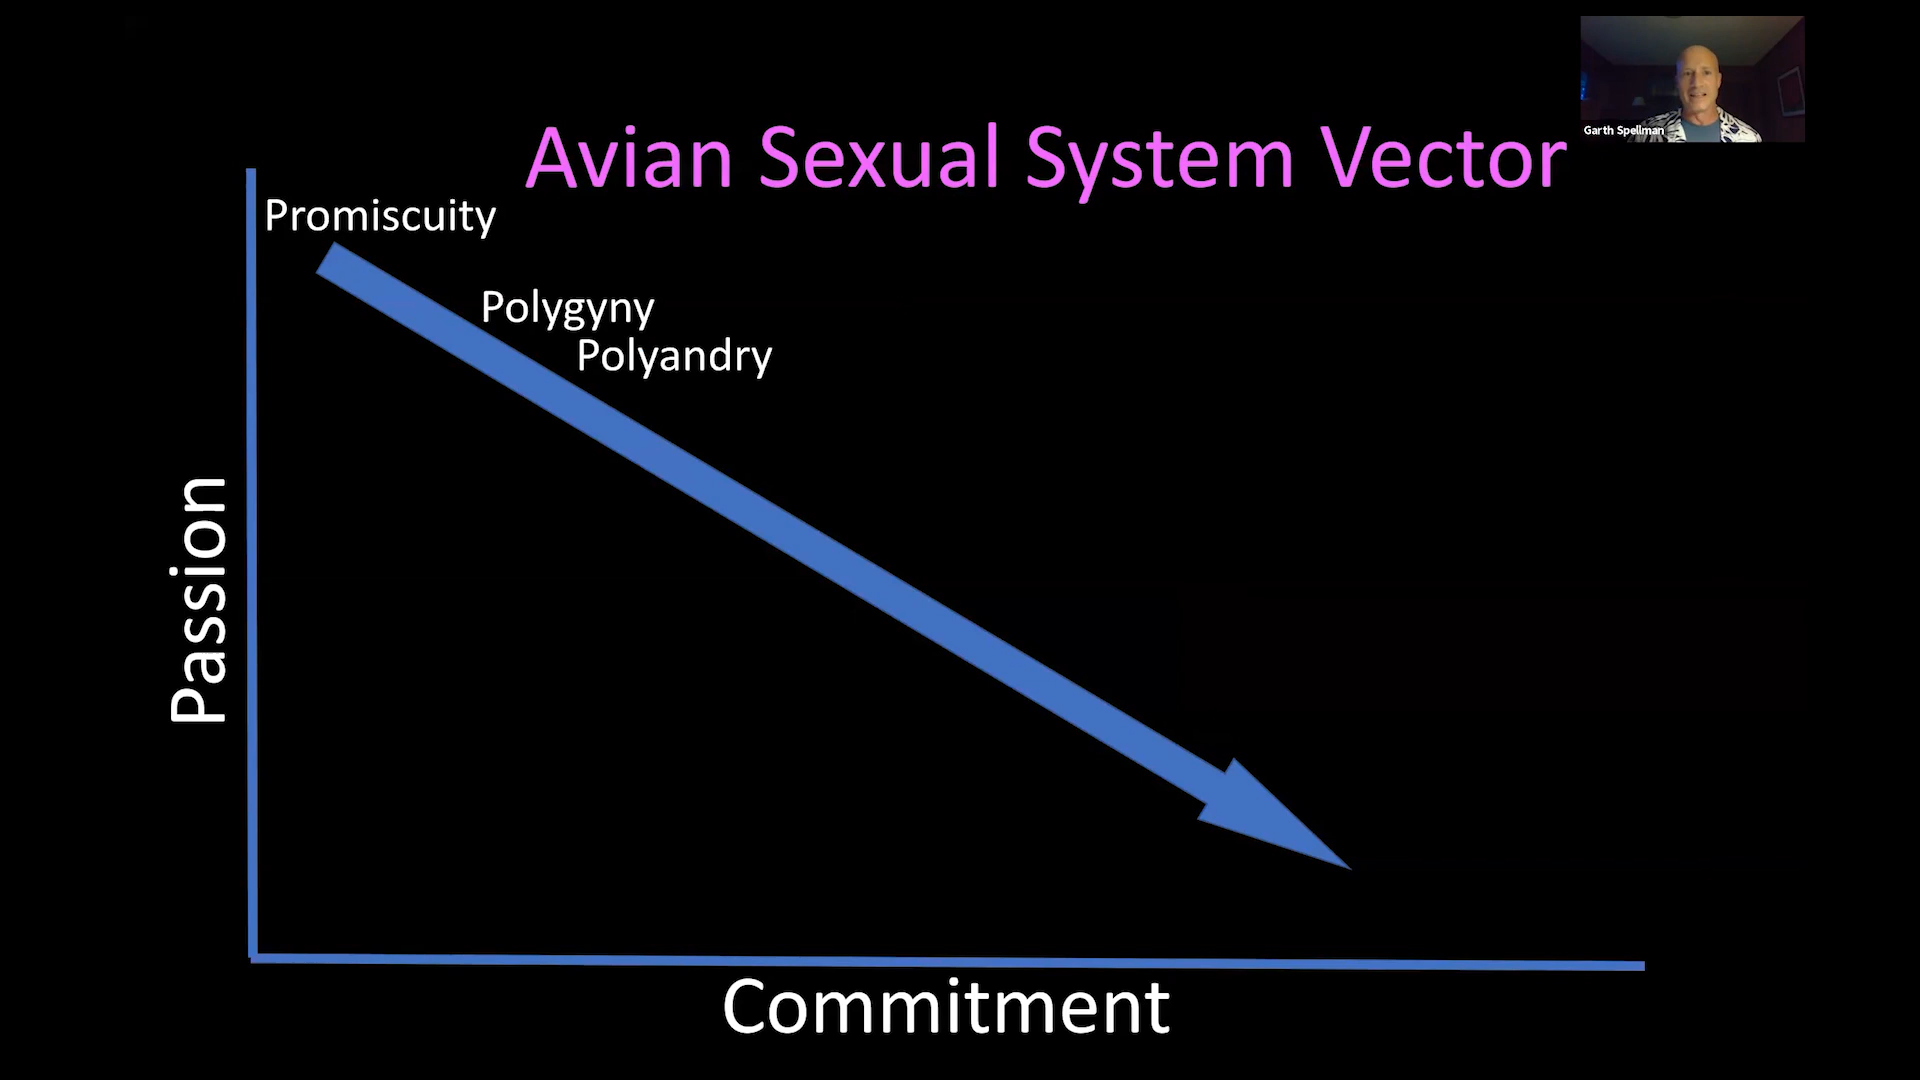 Avian Sexual System Vector
Garth Spellman
Promiscuity
Polygyny
Polyandry
Passion
Commitment